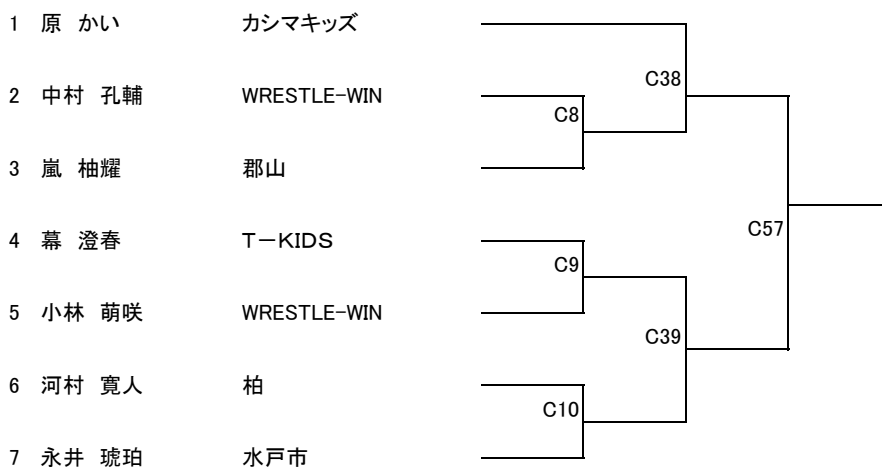 1 原 かい カシマキッズ
C38
2 中村 孔輔 WRESTLE-WIN
C8
3 嵐 柚耀 郡山
C57
4 幕 澄春 T－KIDS
C9
5 小林 萌咲 WRESTLE-WIN
C39
6 河村 寛人 柏
C10
7 永井 琥珀 水戸市